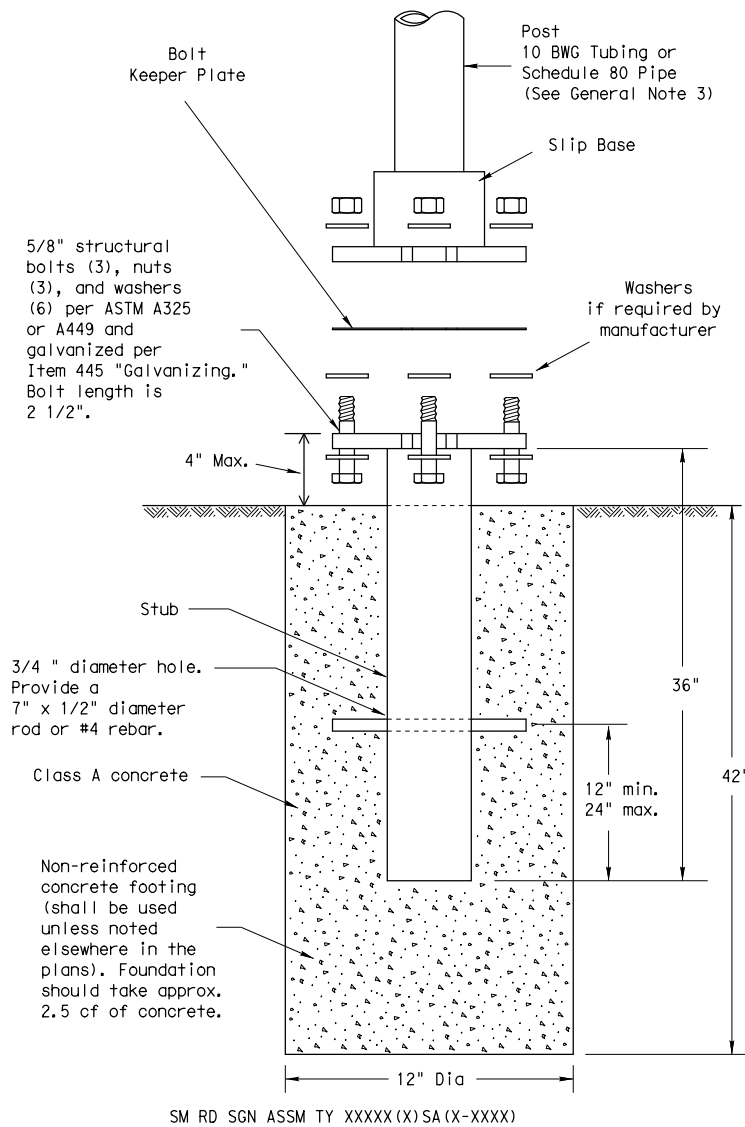 Bolt
Keeper Plate
Post
10 BWG Tubing or
Schedule 80 Pipe
(See General Note 3)
Slip Base
5/8" structural
bolts (3), nuts
(3), and washers
(6) per ASTM A325
or A449 and
galvanized per
Item 445 "Galvanizing."
Bolt length is
2 1/2".
Washers
if required by
manufacturer
4" Max.
Stub
3/4 " diameter hole.
Provide a
7" x 1/2" diameter
rod or #4 rebar.
36"
Class A concrete
12" min.
24" max.
42"
Non-reinforced
concrete footing
(shall be used
unless noted
elsewhere in the
plans). Foundation
should take approx.
2.5 cf of concrete.
12" Dia
SM RD SGN ASSM TY XXXXX(X)SA(X-XXXX)